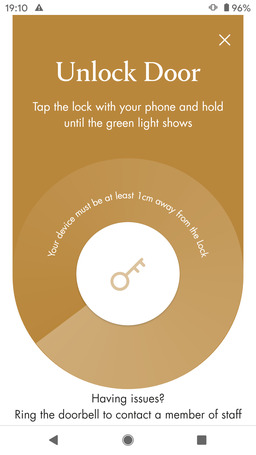 19:10
96%
Unlock Door
Tap the lock with your phone and hold
until the green light shows
Your device must be at least 1cm away from the lock
Having issues?
Ring the doorbell to contact a member of staff